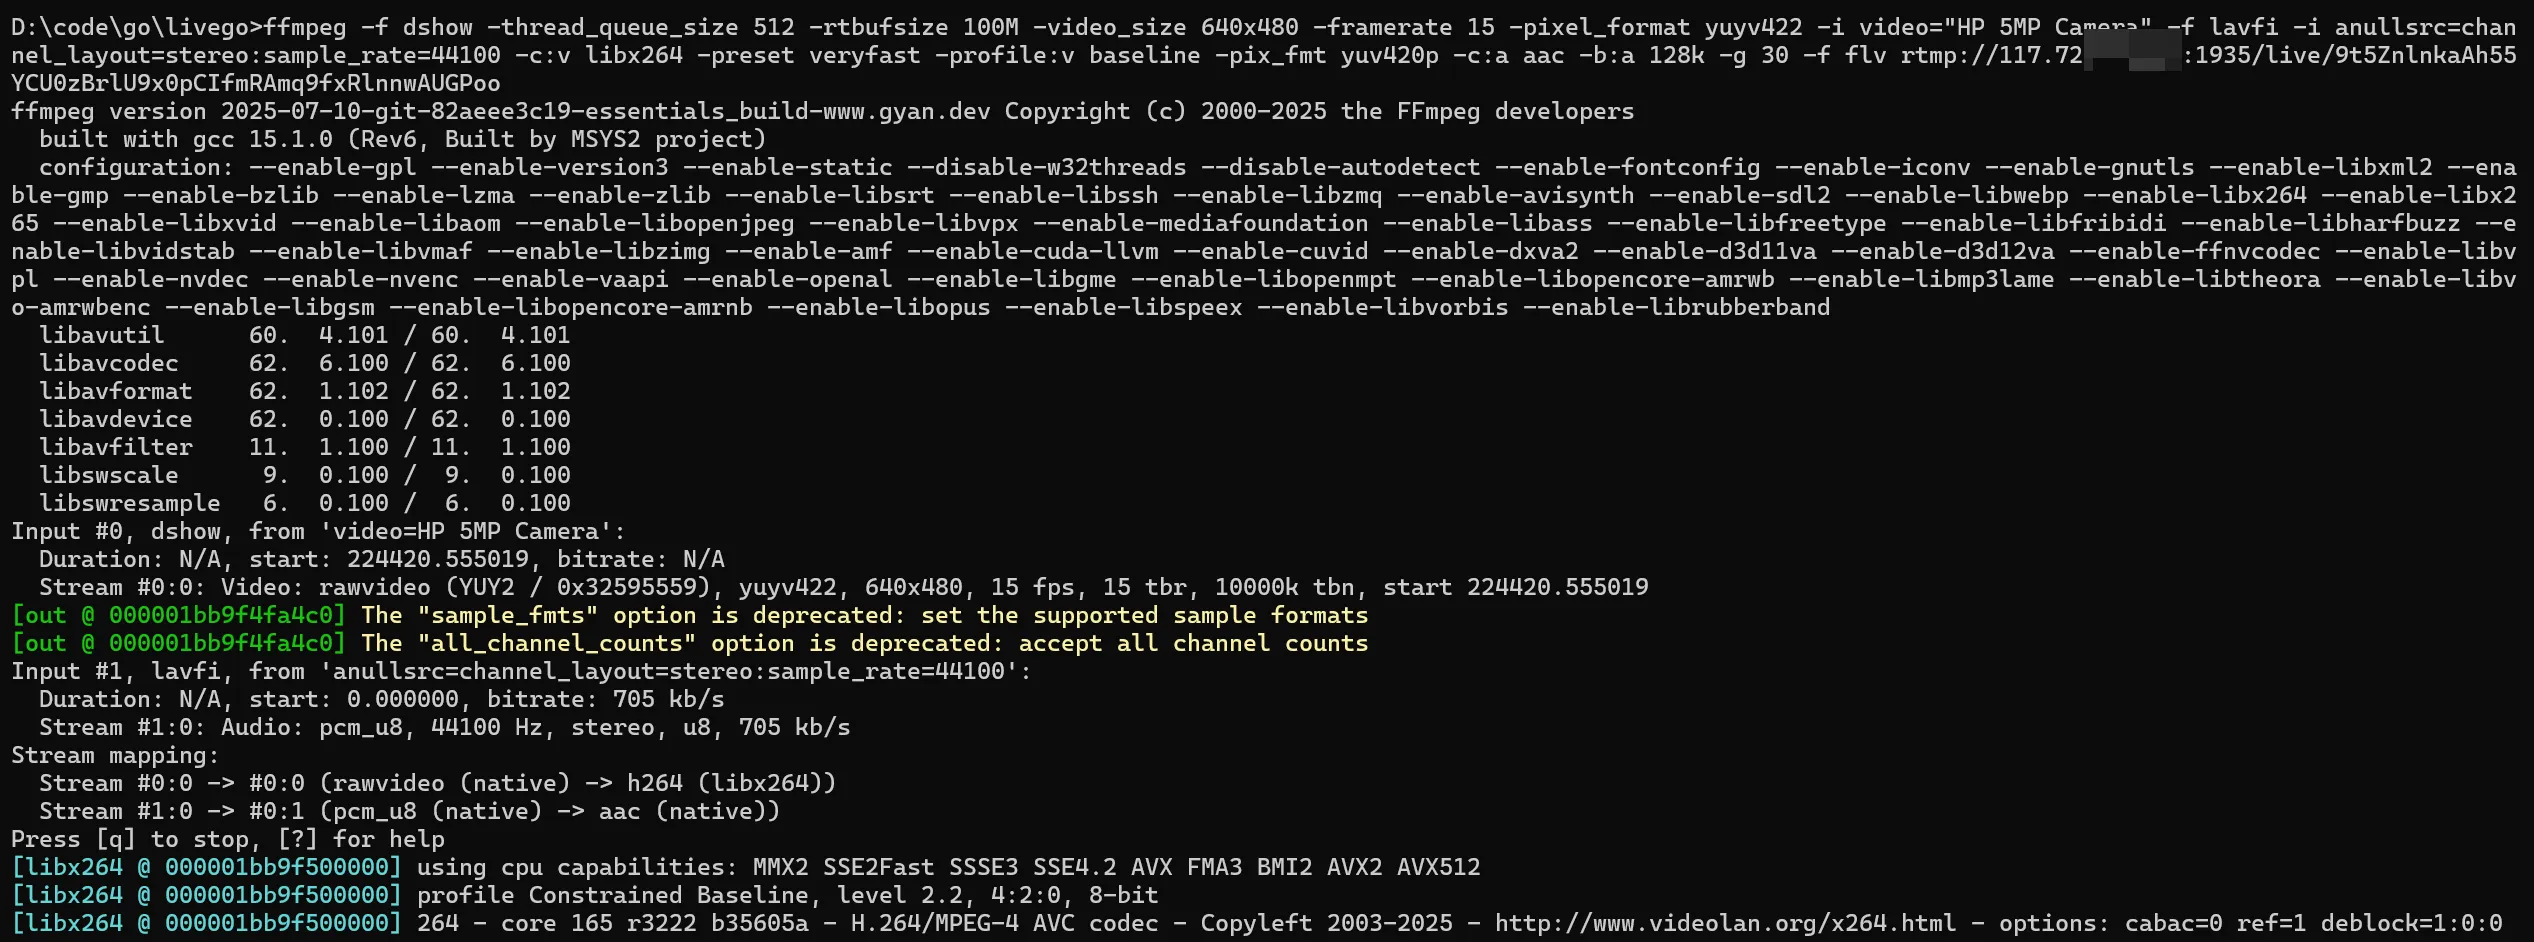 D:\code\go\livego>ffmpeg -f dshow -thread_queue_size 512 -rtbufsize 100M -video_size 640x480 -framerate 15 -pixel_format yuyv422 -i video="HP 5MP Camera" -f lavfi -i anullsrc=chan
nel_layout=stereo:sample_rate=44100 -c:v libx264 -preset veryfast -profile:v baseline -pix_fmt yuv420p -c:a aac -b:a 128k -g 30 -f flv rtmp://117.72 :1935/live/9t5ZnlnkaAh55
YCU0zBrlU9x0pCIfmRAmq9fxRlnnwAUGPoo
ffmpeg version 2025-07-10-git-82aeee3c19-essentials_build-www.gyan.dev Copyright (c) 2000-2025 the FFmpeg developers
  built with gcc 15.1.0 (Rev6, Built by MSYS2 project)
  configuration: --enable-gpl --enable-version3 --enable-static --disable-w32threads --disable-autodetect --enable-fontconfig --enable-iconv --enable-gnutls --enable-libxml2 --ena
ble-gmp --enable-bzlib --enable-lzma --enable-zlib --enable-libsrt --enable-libssh --enable-libzmq --enable-avisynth --enable-sdl2 --enable-libwebp --enable-libx264 --enable-libx2
65 --enable-libxvid --enable-libaom --enable-libopenjpeg --enable-libvpx --enable-mediafoundation --enable-libass --enable-libfreetype --enable-libfribidi --enable-libharfbuzz --e
nable-libvidstab --enable-libvmaf --enable-libzimg --enable-amf --enable-cuda-llvm --enable-cuvid --enable-dxva2 --enable-d3d11va --enable-d3d12va --enable-ffnvcodec --enable-libv
pl --enable-nvdec --enable-nvenc --enable-vaapi --enable-openal --enable-libgme --enable-libopenmpt --enable-libopencore-amrwb --enable-libmp3lame --enable-libtheora --enable-libv
o-amrwbenc --enable-libgsm --enable-libopencore-amrnb --enable-libopus --enable-libspeex --enable-libvorbis --enable-librubberband
  libavutil      60.  4.101 / 60.  4.101
  libavcodec     62.  6.100 / 62.  6.100
  libavformat    62.  1.102 / 62.  1.102
  libavdevice    62.  0.100 / 62.  0.100
  libavfilter    11.  1.100 / 11.  1.100
  libswscale      9.  0.100 /  9.  0.100
  libswresample   6.  0.100 /  6.  0.100
Input #0, dshow, from 'video=HP 5MP Camera':
  Duration: N/A, start: 224420.555019, bitrate: N/A
  Stream #0:0: Video: rawvideo (YUY2 / 0x32595559), yuyv422, 640x480, 15 fps, 15 tbr, 10000k tbn, start 224420.555019
[out @ 000001bb9f4fa4c0] The "sample_fmts" option is deprecated: set the supported sample formats
[out @ 000001bb9f4fa4c0] The "all_channel_counts" option is deprecated: accept all channel counts
Input #1, lavfi, from 'anullsrc=channel_layout=stereo:sample_rate=44100':
  Duration: N/A, start: 0.000000, bitrate: 705 kb/s
  Stream #1:0: Audio: pcm_u8, 44100 Hz, stereo, u8, 705 kb/s
Stream mapping:
  Stream #0:0 -> #0:0 (rawvideo (native) -> h264 (libx264))
  Stream #1:0 -> #0:1 (pcm_u8 (native) -> aac (native))
Press [q] to stop, [?] for help
[libx264 @ 000001bb9f500000] using cpu capabilities: MMX2 SSE2Fast SSSE3 SSE4.2 AVX FMA3 BMI2 AVX2 AVX512
[libx264 @ 000001bb9f500000] profile Constrained Baseline, level 2.2, 4:2:0, 8-bit
[libx264 @ 000001bb9f500000] 264 - core 165 r3222 b35605a - H.264/MPEG-4 AVC codec - Copyleft 2003-2025 - http://www.videolan.org/x264.html - options: cabac=0 ref=1 deblock=1:0:0